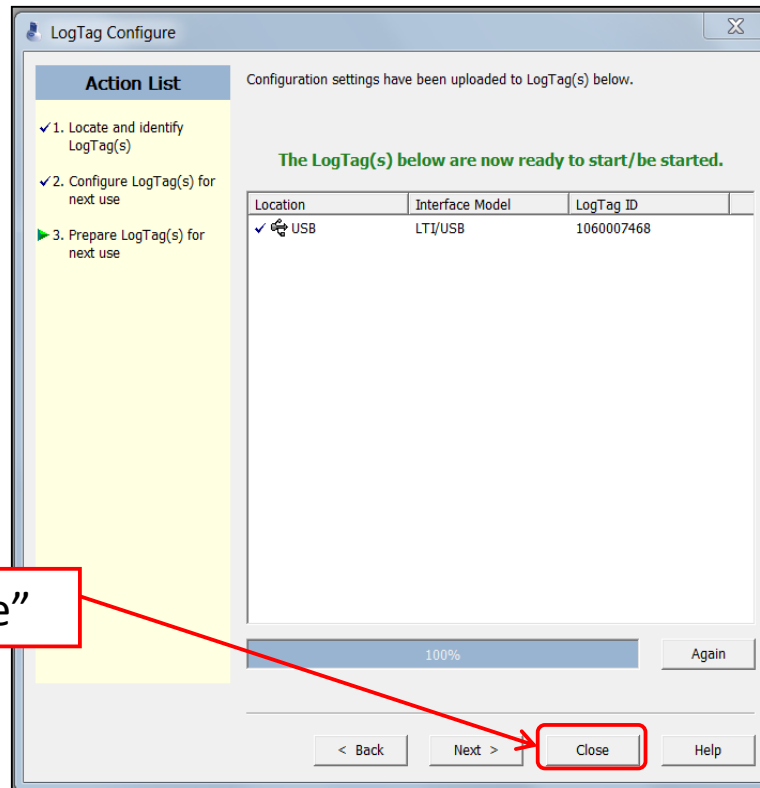 LogTag Configure
Action List
✓1. Locate and identify
LogTag(s)
✓2. Configure LogTag(s) for
next use
3. Prepare LogTag(s) for
next use
Configuration settings have been uploaded to LogTag(s) below.
The LogTag(s) below are now ready to start/be started.
Location Interface Model LogTag ID
✓ USB LTI/USB 1060007468
e”
100% Again
< Back Next > Close Help